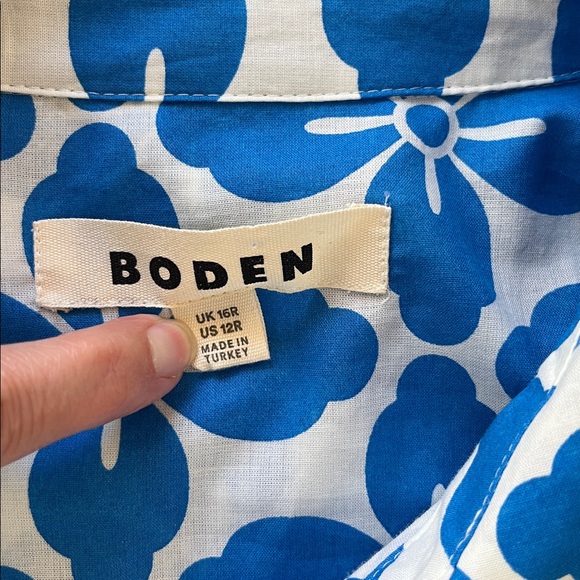 BODEN
UK 16R
US 12R
MADE IN
TURKEY